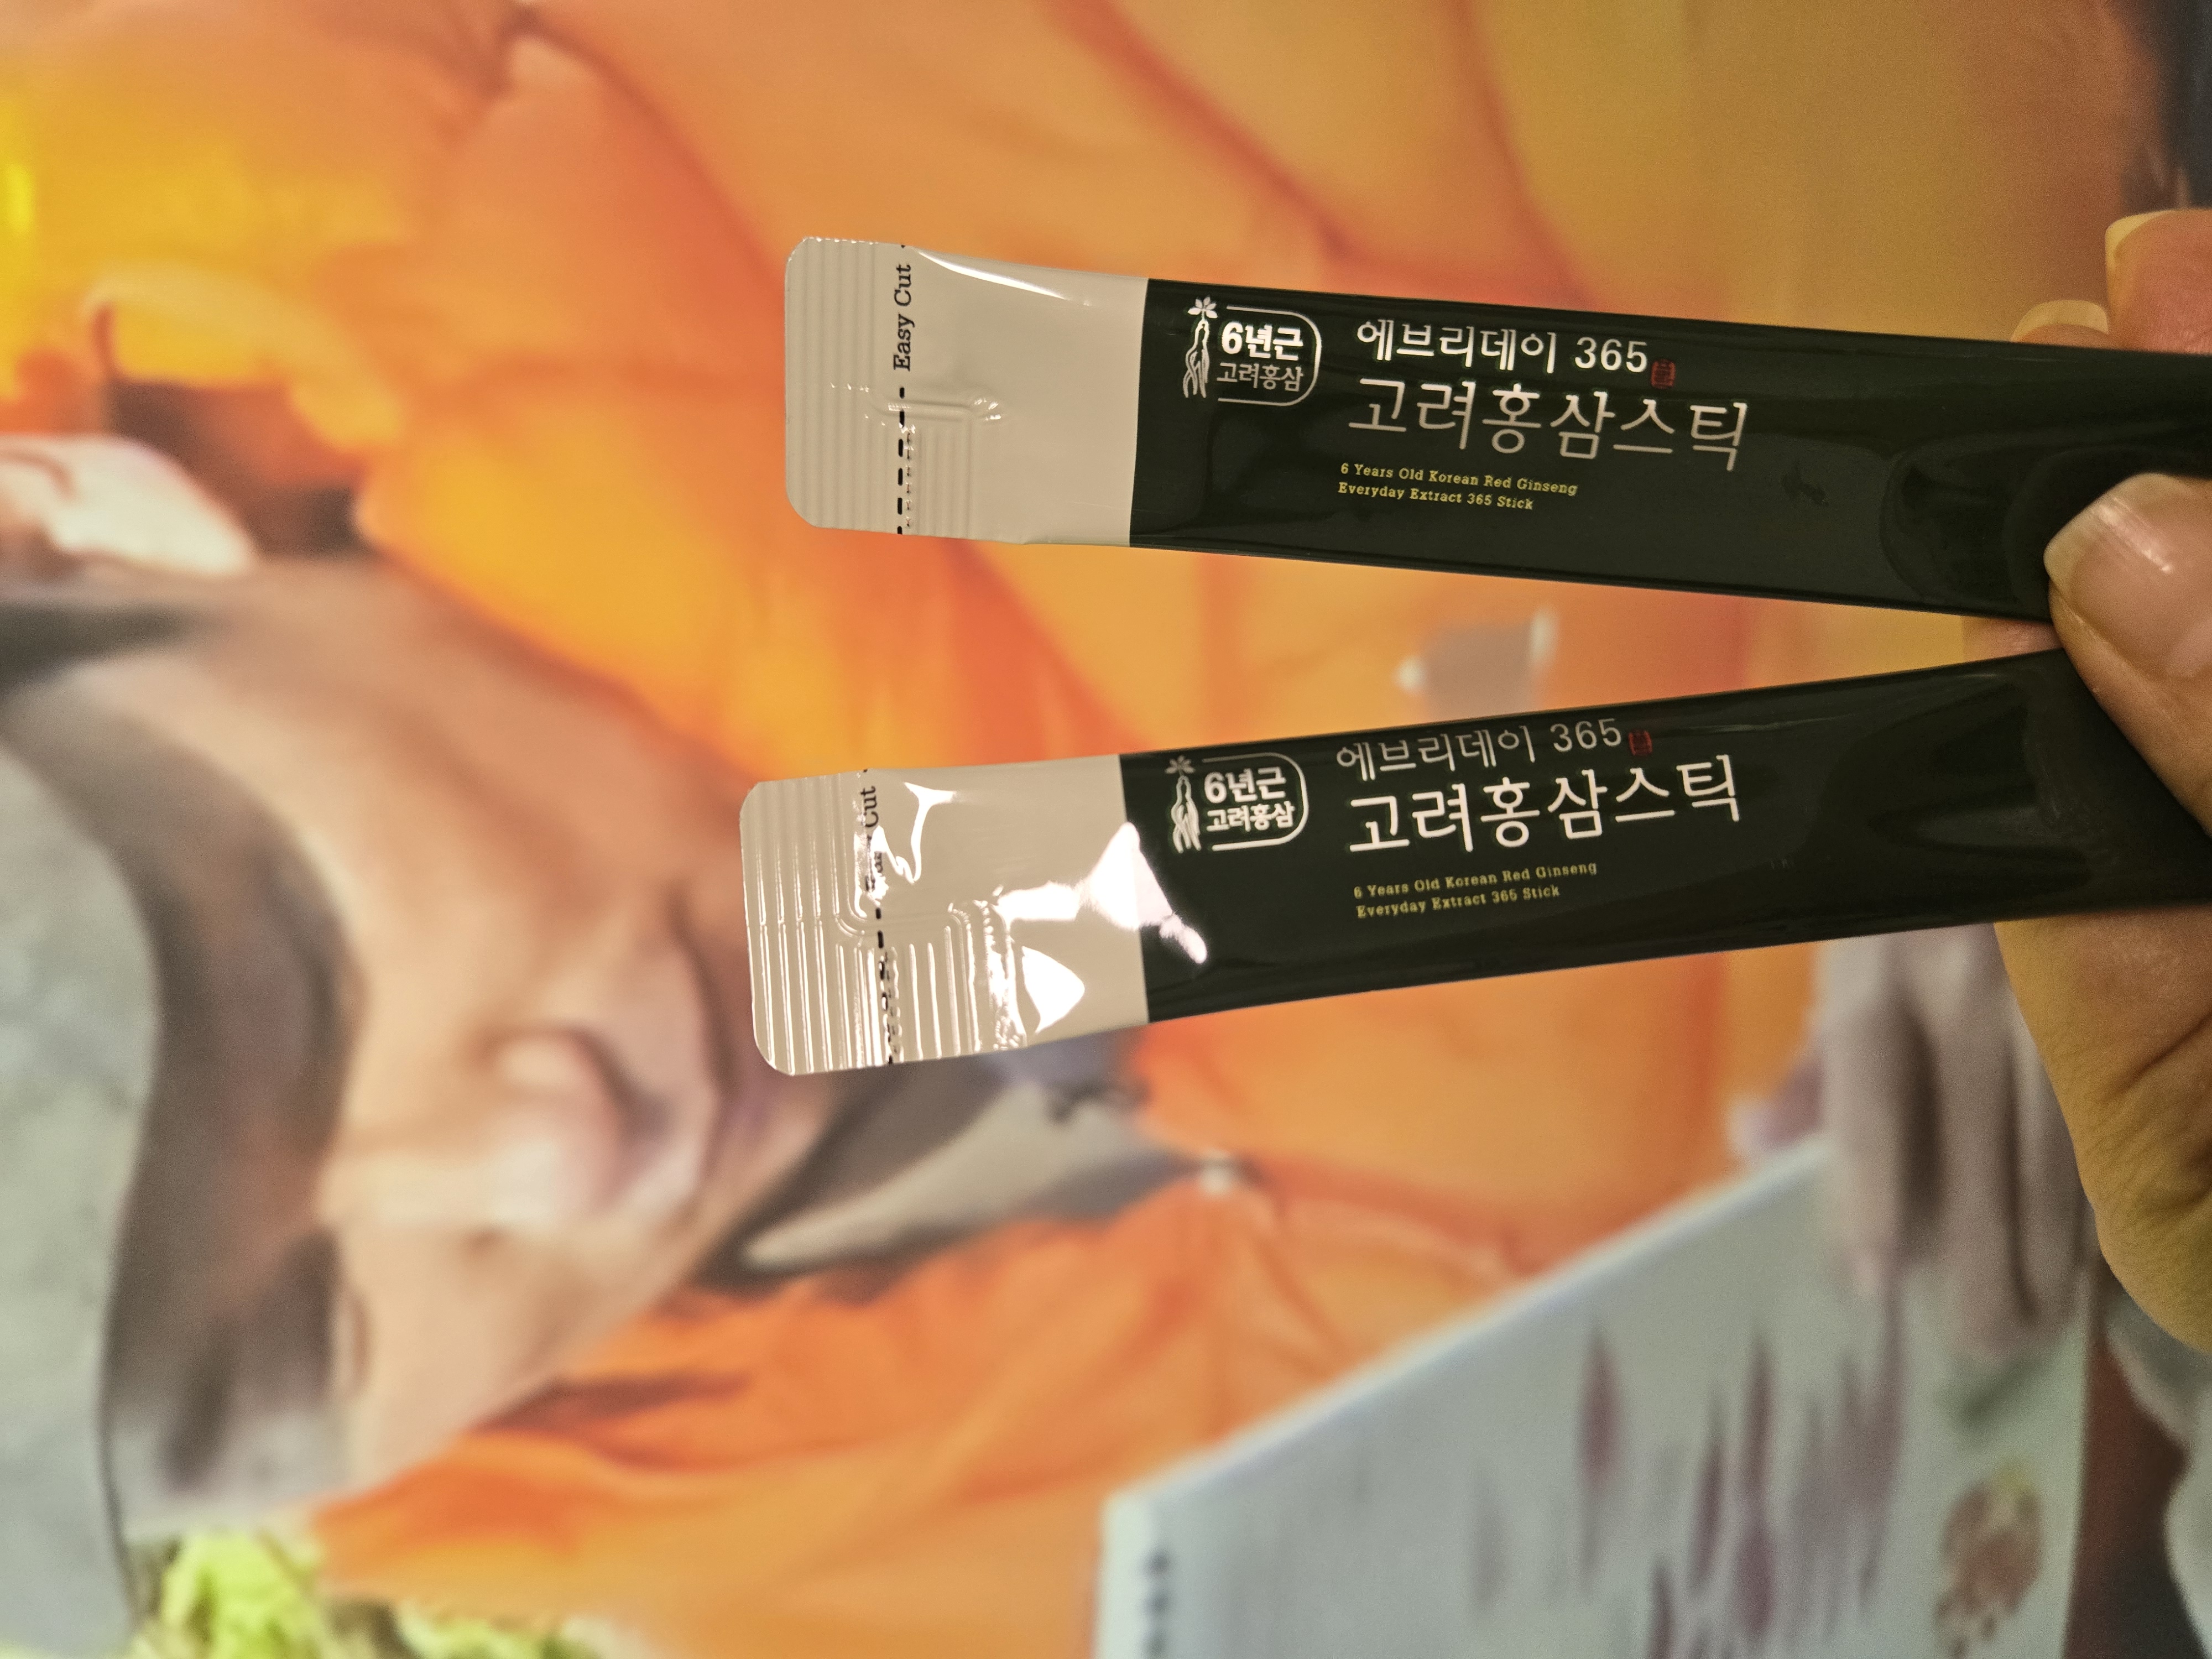 Easy Cut
6년근
고려홍삼
에브리데이 365
고려홍삼스틱
6 Years Old Korean Red Ginseng
Everyday Extract 365 Stick
Cut
6년근
고려홍삼
에브리데이 365
고려홍삼스틱
6 Years Old Korean Red Ginseng
Everyday Extract 365 Stick